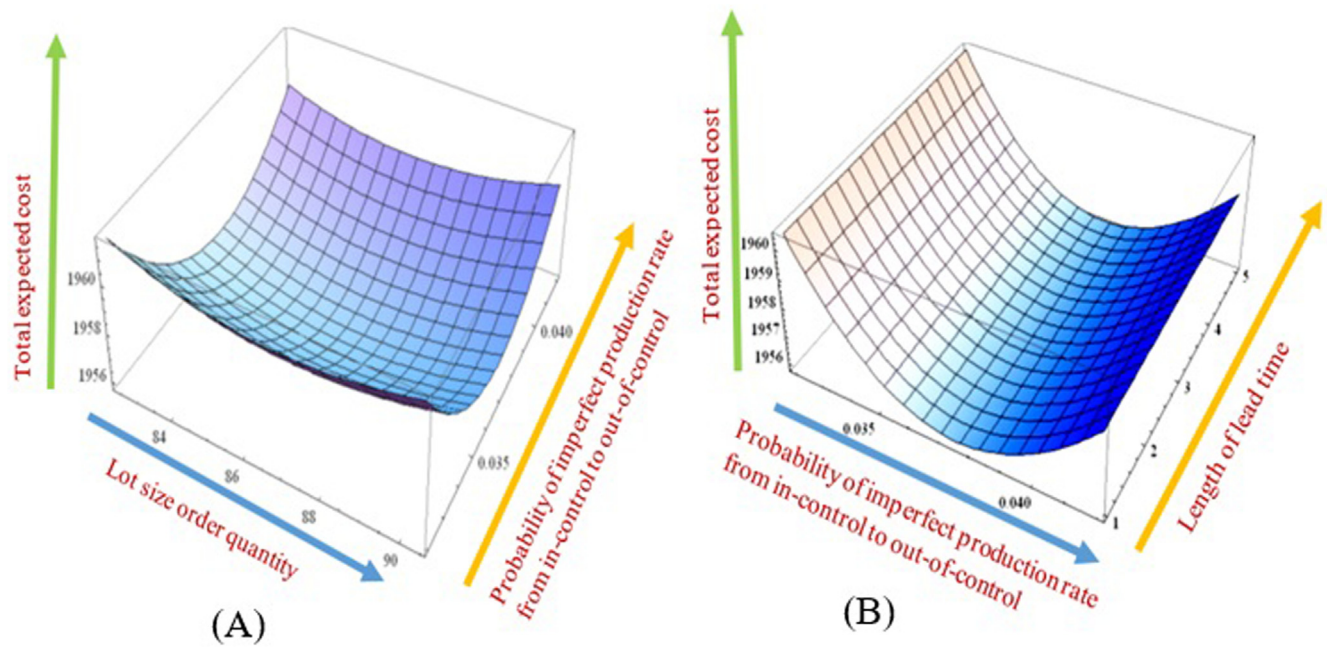 Total expected cost
1960
1958
1956
84
86
88
90
Lot size order quantity
0.035
0.040
Probability of imperfect production rate
from in-control to out-of-control
(A)
Total expected cost
1960
1959
1958
1957
1956
0.035
0.040
Probability of imperfect production rate
from in-control to out-of-control
1
2
3
4
5
Length of lead time
(B)